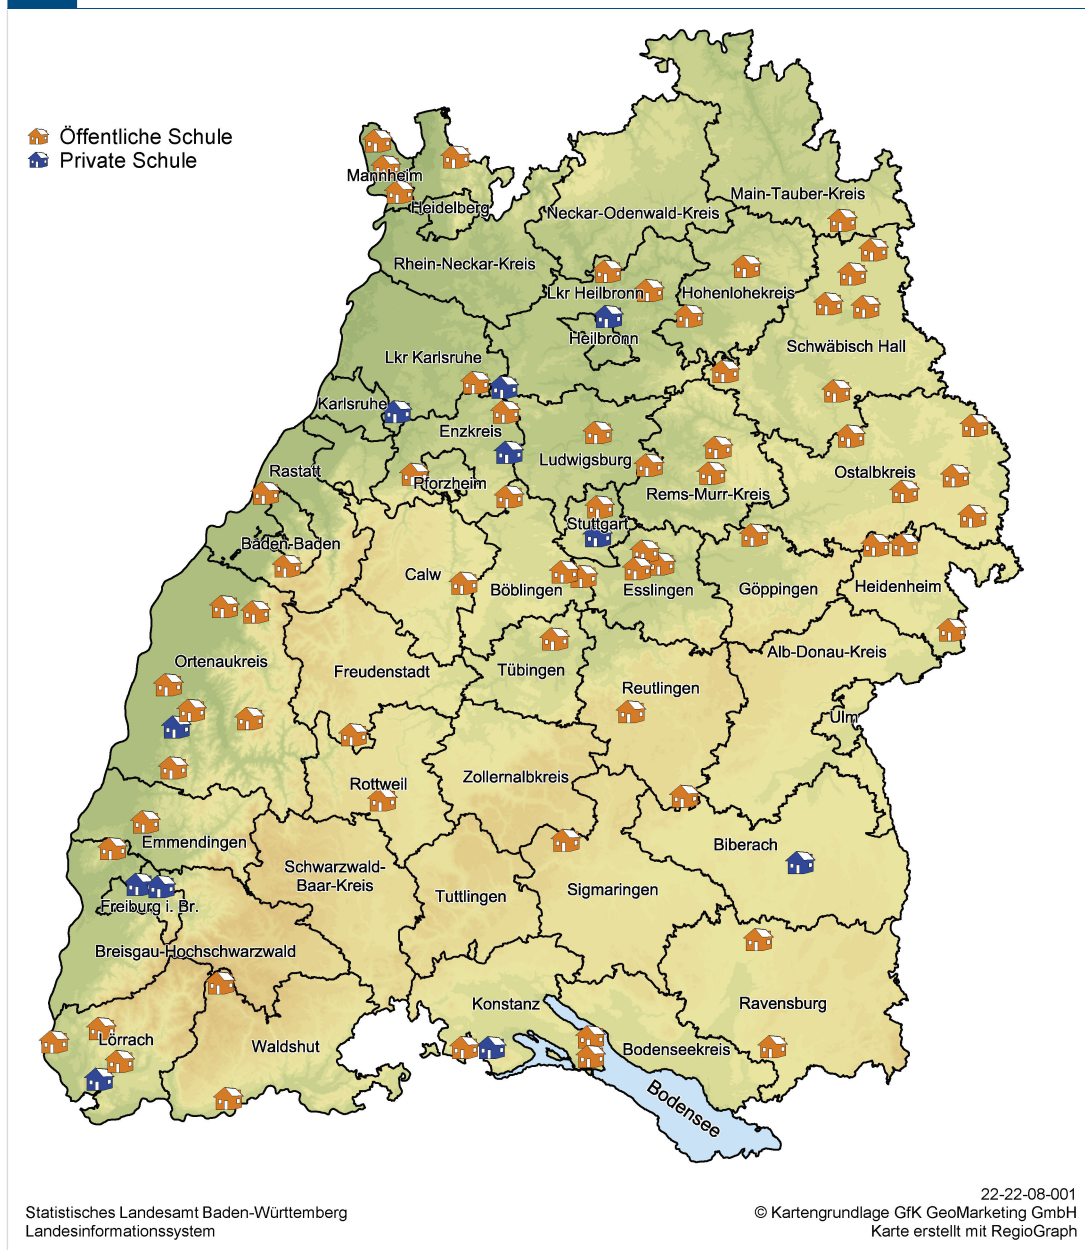 Öffentliche Schule
Private Schule
Mannheim
Heidelberg
Main-Tauber-Kreis
Neckar-Odenwald-Kreis
Rhein-Neckar-Kreis
Lkr Heilbronn
Hohenlohekreis
Heilbronn
Schwäbisch Hall
Lkr Karlsruhe
Karlsruhe
Enzkreis
Ludwigsburg
Rastatt
Pforzheim
Rems-Murr-Kreis
Ostalbkreis
Stuttgart
Baden-Baden
Calw
Böblingen
Esslingen
Göppingen
Heidenheim
Ortenaukreis
Freudenstadt
Tübingen
Reutlingen
Alb-Donau-Kreis
Ulm
Rottweil
Zollernalbkreis
Emmendingen
Biberach
Schwarzwald-
Baar-Kreis
Tuttlingen
Sigmaringen
Freiburg i. Br.
Breisgau-Hochschwarzwald
Konstanz
Ravensburg
Lörrach
Waldshut
Bodenseekreis
Bodensee
22-22-08-001
Statistisches Landesamt Baden-Württemberg
© Kartengrundlage GfK GeoMarketing GmbH
Landesinformationssystem
Karte erstellt mit RegioGraph